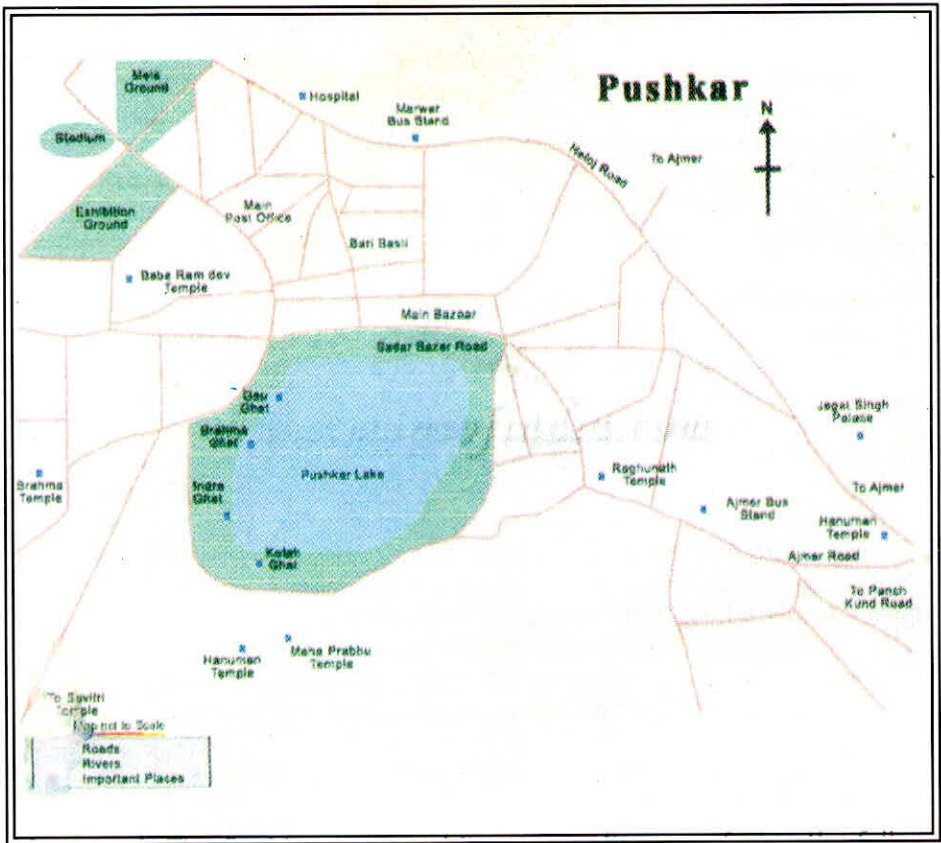 Pushkar
N
Mela
Ground
Hospital
Marwar
Bus Stand
Stadium
Neloj Road
To Ajmer
Exhibition
Ground
Main
Post Office
Bari Basti
Baba Ram dev
Temple
Main Bazaar
Sadar Bazar Road
Gau
Ghat
Jagat Singh
Palace
Brahma
Ghat
Pushkar Lake
Raghunath
Temple
Brahma
Temple
Indra
Ghat
To Ajmer
Ajmer Bus
Stand
Hanuman
Temple
Ajmer Road
Kotah
Ghat
To Panch
Kund Road
Maha Prabhu
Temple
Hanuman
Temple
To Savitri
Temple
Map not to Scale
Roads
Rivers
Important Places